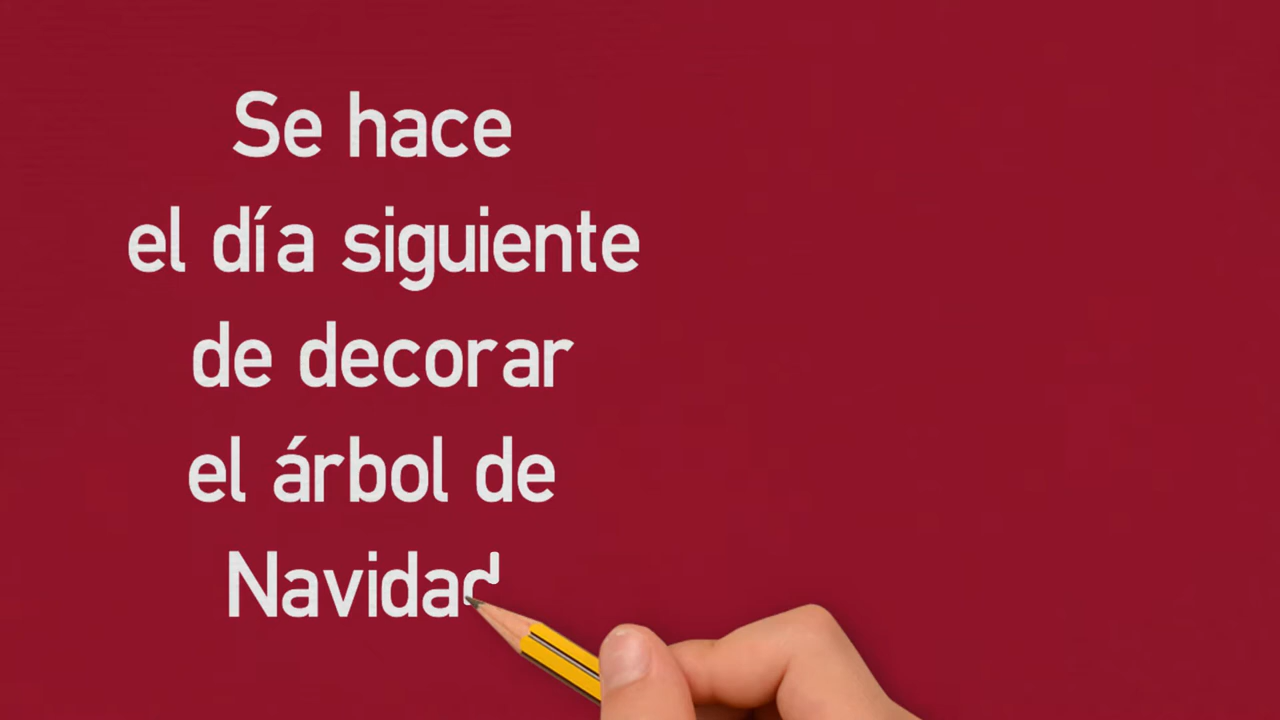 Se hace
el día siguiente
de decorar
el árbol de
Navidad